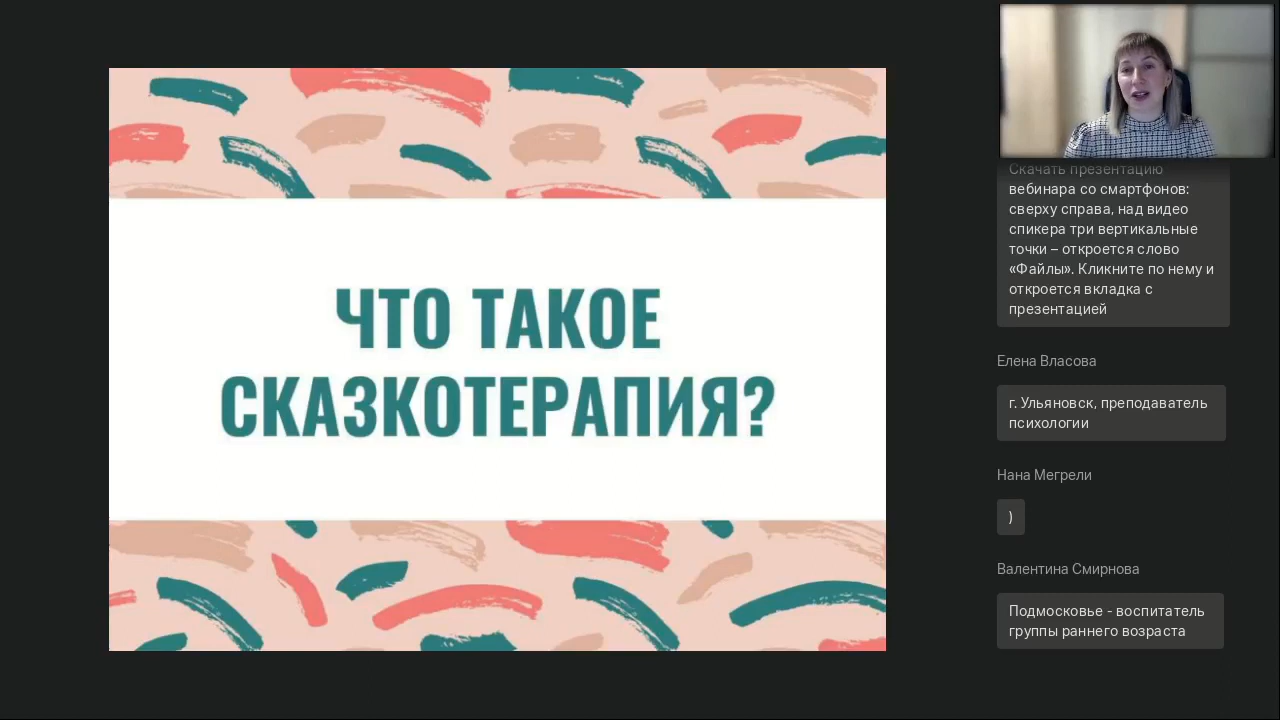 ЧТО ТАКОЕ
СКАЗКОТЕРАПИЯ?
Скачать презентацию
вебинара со смартфонов:
сверху справа, над видео
спикера три вертикальные
точки – откроется слово
«Файлы». Кликните по нему и
откроется вкладка с
презентацией
Елена Власова
г. Ульяновск, преподаватель
психологии
Нана Мегрели
)
Валентина Смирнова
Подмосковье - воспитатель
группы раннего возраста